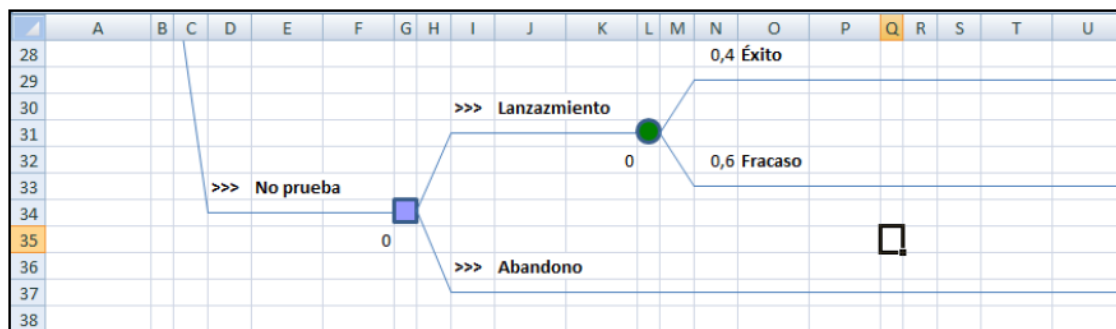 A B C D E F G H I J K L M N O P Q R S T U
28 0,4 Éxito
29
30 >>> Lanzazmiento
31
32 0 0,6 Fracaso
33 >>> No prueba
34
35 0
36 >>> Abandono
37
38